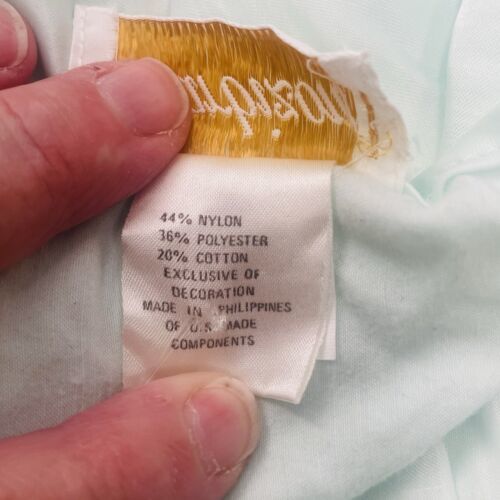 44% NYLON
36% POLYESTER
20% COTTON
EXCLUSIVE OF
DECORATION
MADE IN PHILIPPINES
OF U.S. MADE
COMPONENTS